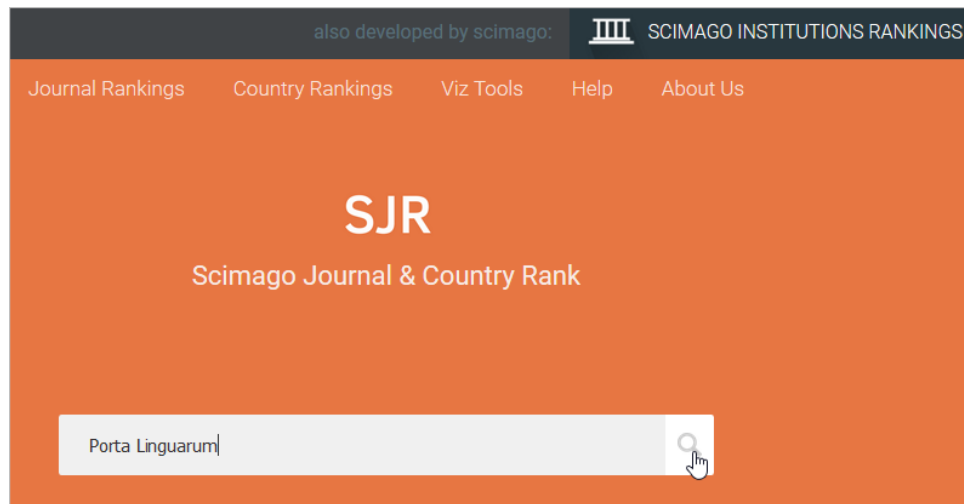 also developed by scimago: SCIMAGO INSTITUTIONS RANKINGS
Journal Rankings Country Rankings Viz Tools Help About Us
SJR
Scimago Journal & Country Rank
Porta Linguarum